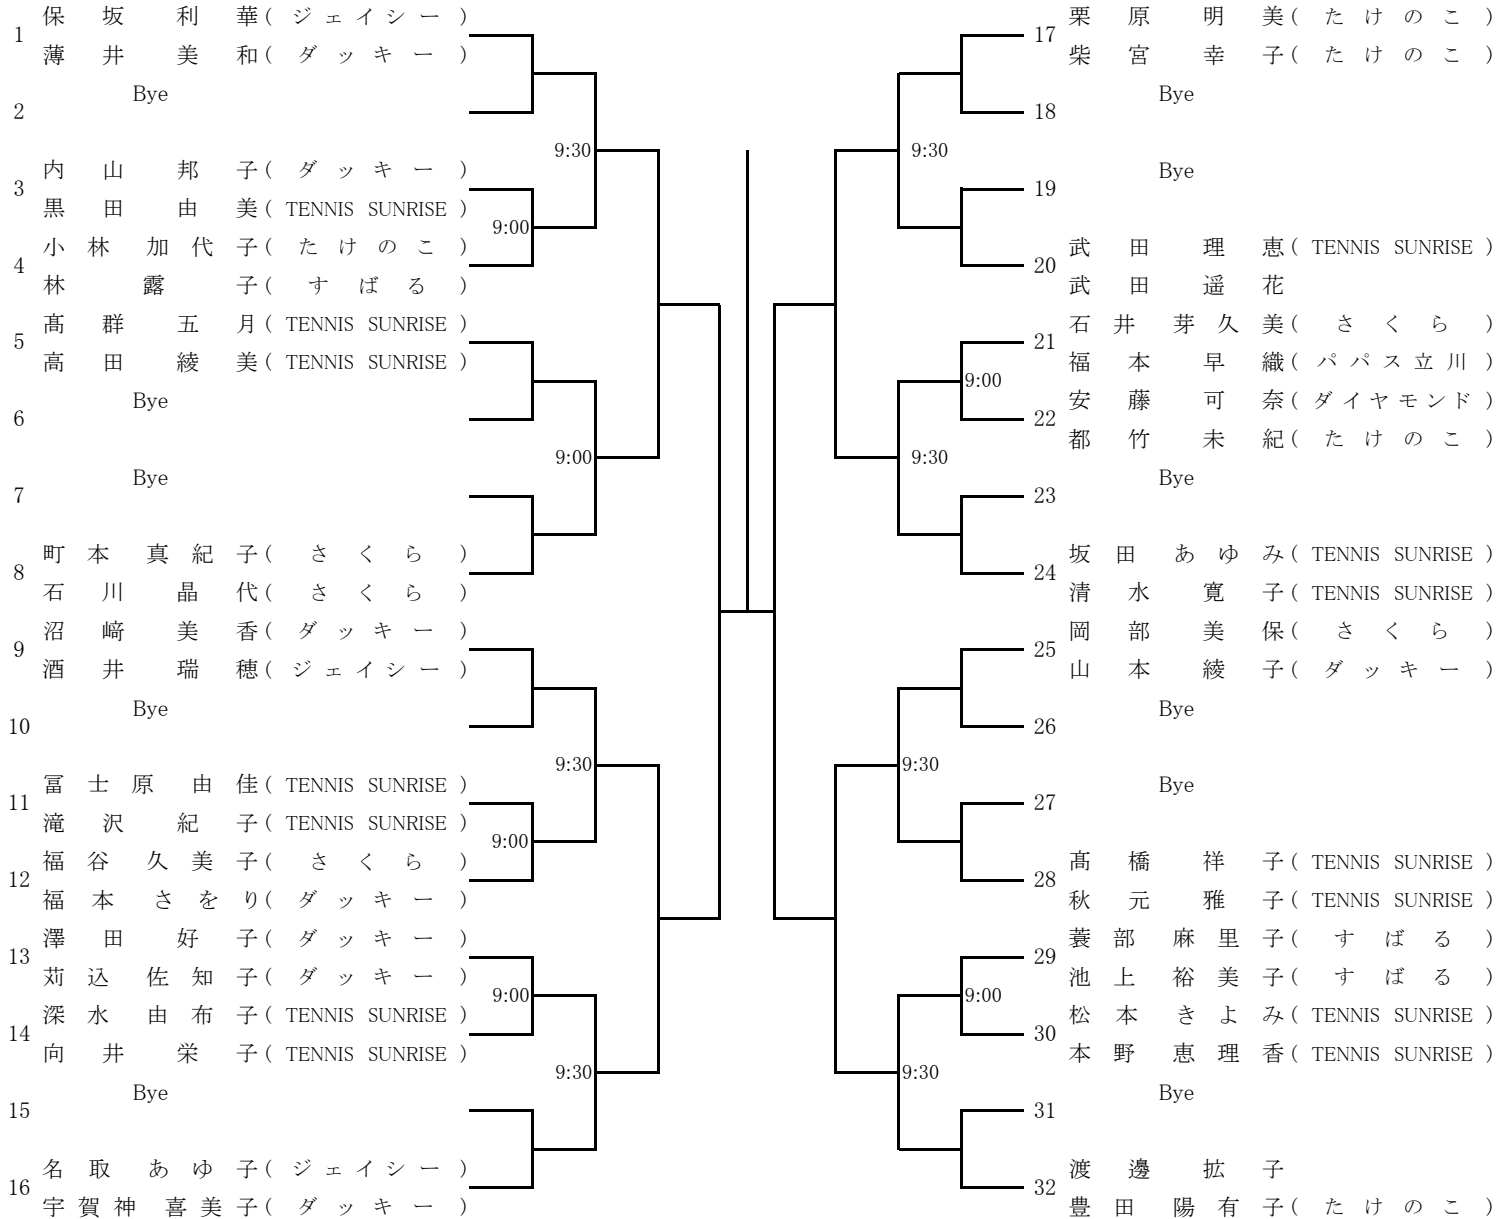 1
保坂 利華(ジェイシー)
薄井 美和(ダッキー)
2
Bye
3
内山 邦子(ダッキー)
黒田 由美(TENNIS SUNRISE)
4
小林 加代子(たけのこ)
林 露子(すばる)
5
髙群 五月(TENNIS SUNRISE)
高田 綾美(TENNIS SUNRISE)
6
Bye
7
Bye
8
町本 真紀子(さくら)
石川 晶代(さくら)
9
沼﨑 美香(ダッキー)
酒井 瑞穂(ジェイシー)
10
Bye
11
冨士原 由佳(TENNIS SUNRISE)
滝沢 紀子(TENNIS SUNRISE)
12
福谷 久美子(さくら)
福本 さをり(ダッキー)
13
澤田 好子(ダッキー)
苅込 佐知子(ダッキー)
14
深水 由布子(TENNIS SUNRISE)
向井 栄子(TENNIS SUNRISE)
15
Bye
16
名取 あゆ子(ジェイシー)
宇賀神 喜美子(ダッキー)
9:30
9:00
9:00
9:30
9:00
9:00
9:30
17
栗原 明美(たけのこ)
柴宮 幸子(たけのこ)
18
Bye
19
Bye
20
武田 理恵(TENNIS SUNRISE)
武田 遥花
21
石井 芽久美(さくら)
福本 早織(パパス立川)
22
安藤 可奈(ダイヤモンド)
都竹 未紀(たけのこ)
23
Bye
24
坂田 あゆみ(TENNIS SUNRISE)
清水 寛子(TENNIS SUNRISE)
25
岡部 美保(さくら)
山本 綾子(ダッキー)
26
Bye
27
Bye
28
髙橋 祥子(TENNIS SUNRISE)
秋元 雅子(TENNIS SUNRISE)
29
蓑部 麻里子(すばる)
池上 裕美子(すばる)
30
松本 きよみ(TENNIS SUNRISE)
本野 恵理香(TENNIS SUNRISE)
31
Bye
32
渡邊 拡子
豊田 陽有子(たけのこ)
9:30
9:00
9:30
9:30
9:00
9:30